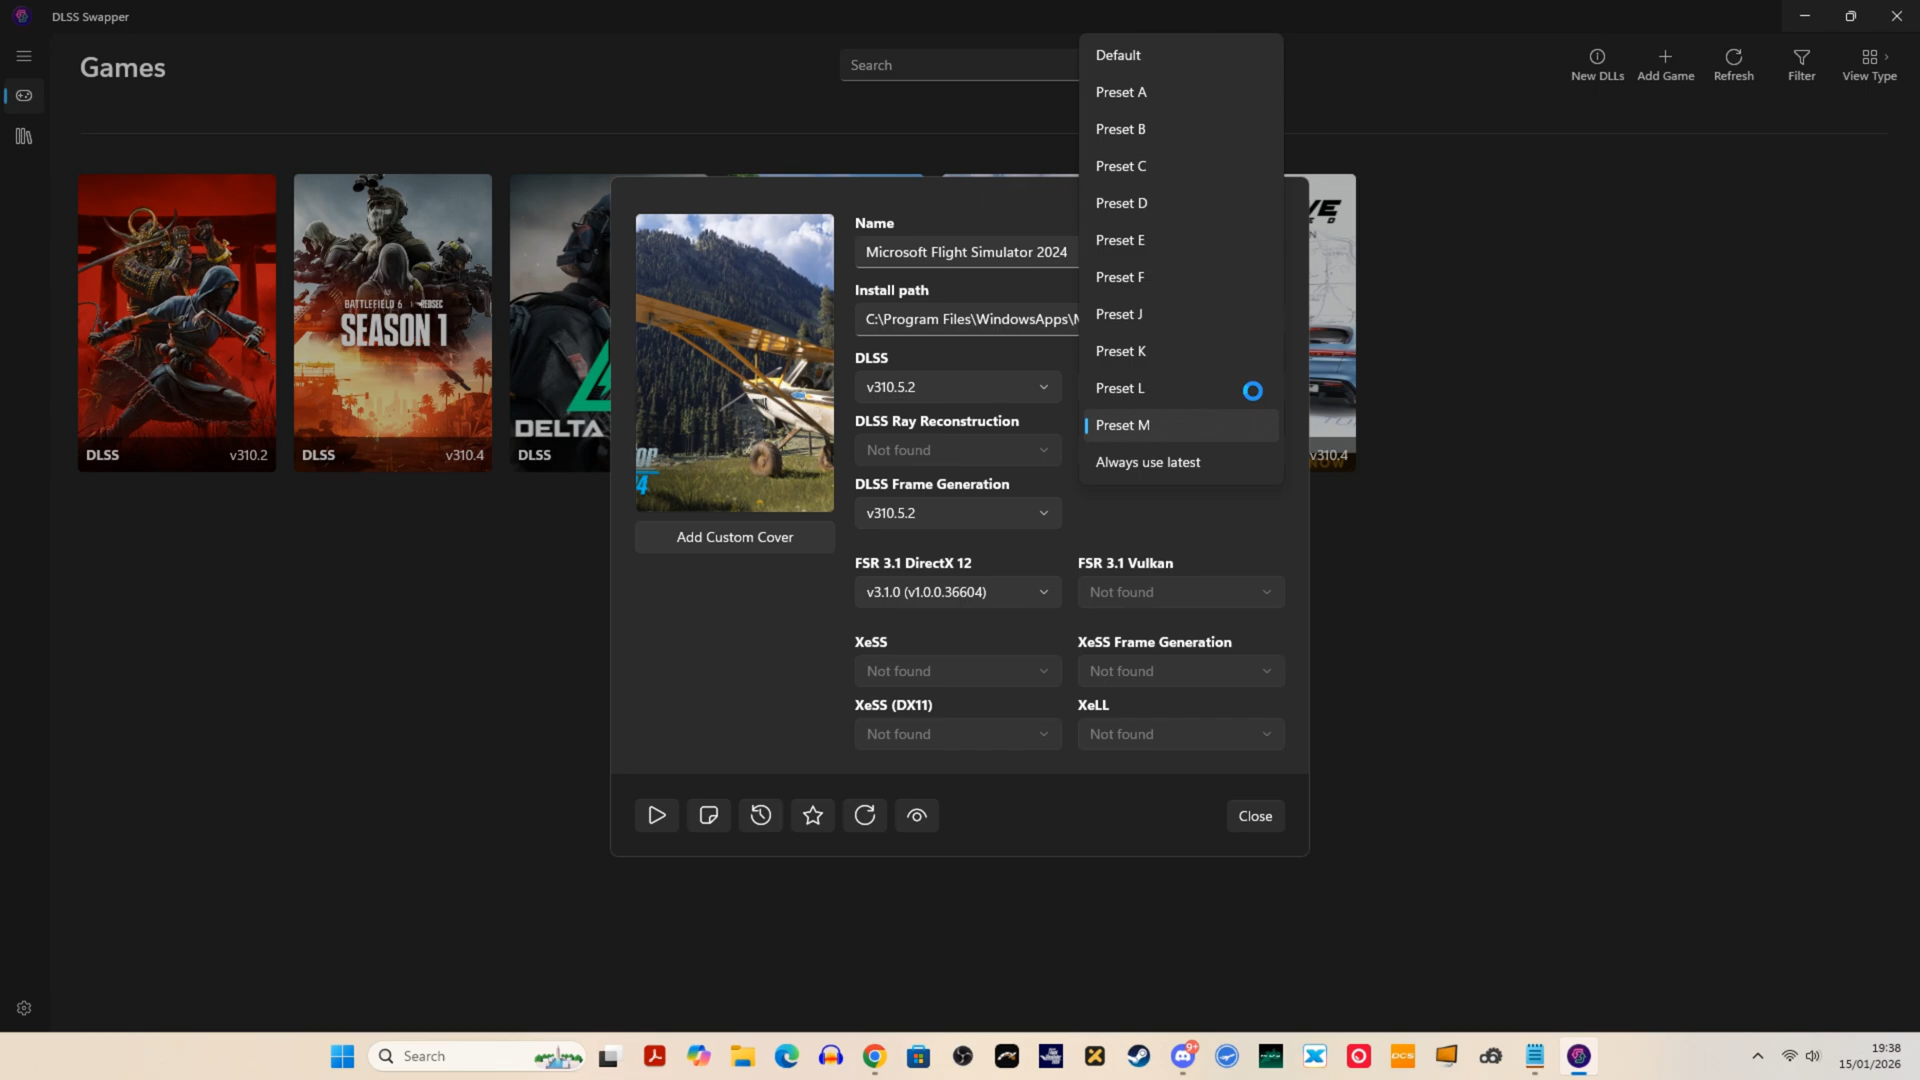 DLSS Swapper
Games
Search
New DLLs
Add Game
Refresh
Filter
View Type
Default
Preset A
Preset B
Preset C
Preset D
Preset E
Preset F
Preset J
Preset K
Preset L
Preset M
Always use latest
Name
Microsoft Flight Simulator 2024
Install path
C:\Program Files\WindowsApps\
DLSS
v310.5.2
DLSS Ray Reconstruction
Not found
DLSS Frame Generation
v310.5.2
Add Custom Cover
FSR 3.1 DirectX 12
v3.1.0 (v1.0.0.36604)
FSR 3.1 Vulkan
Not found
XeSS
Not found
XeSS Frame Generation
Not found
XeSS (DX11)
Not found
XeLL
Not found
Close
DLSS v310.2
BATTLEFIELD 6 REDSEC
SEASON 1
DLSS v310.4
DELTA
DLSS
v310.4
NOW
Search
9+
DCS
19:38
15/01/2026